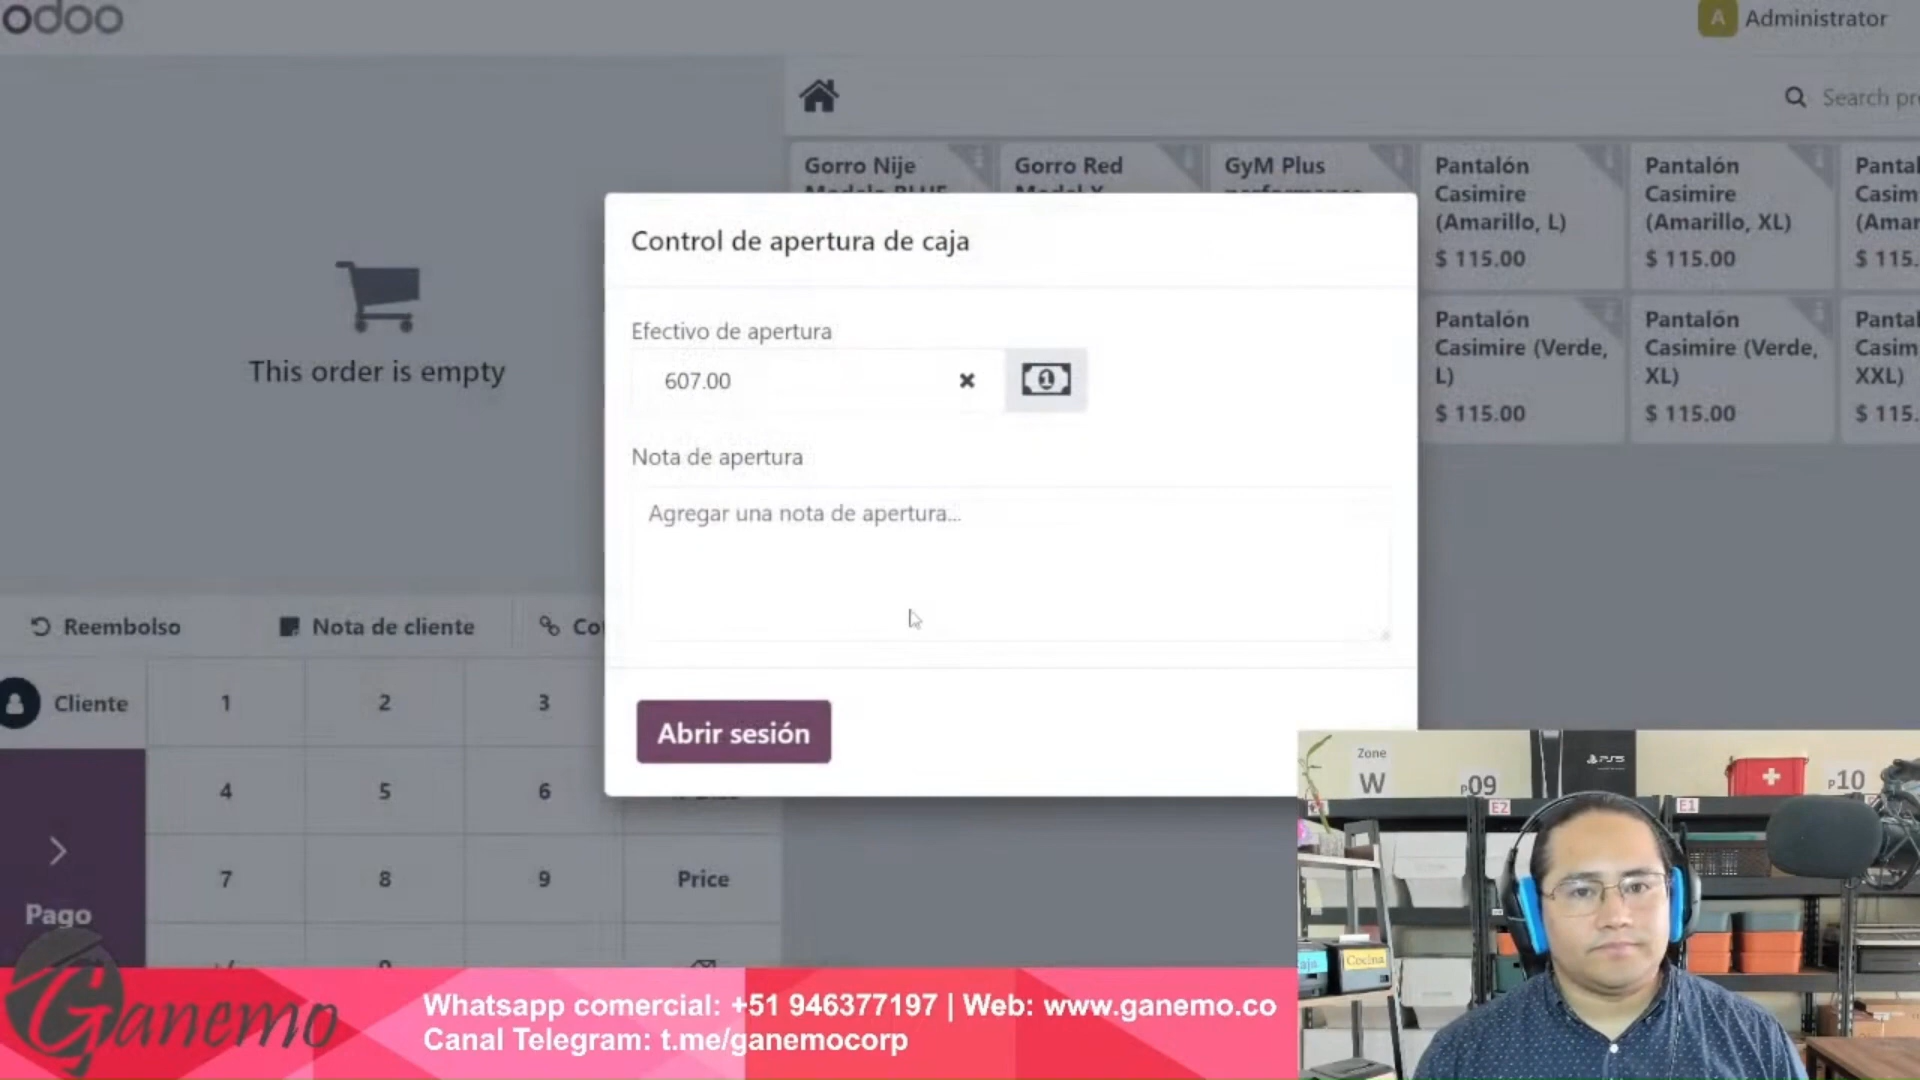 odoo
A Administrator
Search pr
Gorro Nije
Gorro Red
GyM Plus
Pantalón
Casimire
(Amarillo, L)
$ 115.00
Pantalón
Casimire
(Amarillo, XL)
$ 115.00
Pantal
Casim
(Amar
$ 115.
Control de apertura de caja
Efectivo de apertura
607.00
Nota de apertura
Agregar una nota de apertura...
Abrir sesión
This order is empty
Pantalón
Casimire (Verde,
L)
$ 115.00
Pantalón
Casimire (Verde,
XL)
$ 115.00
Pantal
Casim
XXL)
$ 115.
Reembolso
Nota de cliente
Co
Cliente
1 2 3
4 5 6
7 8 9 Price
Pago
Zone
W
P09
PS5
P10
E2
E1
Cocina
Ganemo
Whatsapp comercial: +51 946377197 | Web: www.ganemo.co
Canal Telegram: t.me/ganemocorp